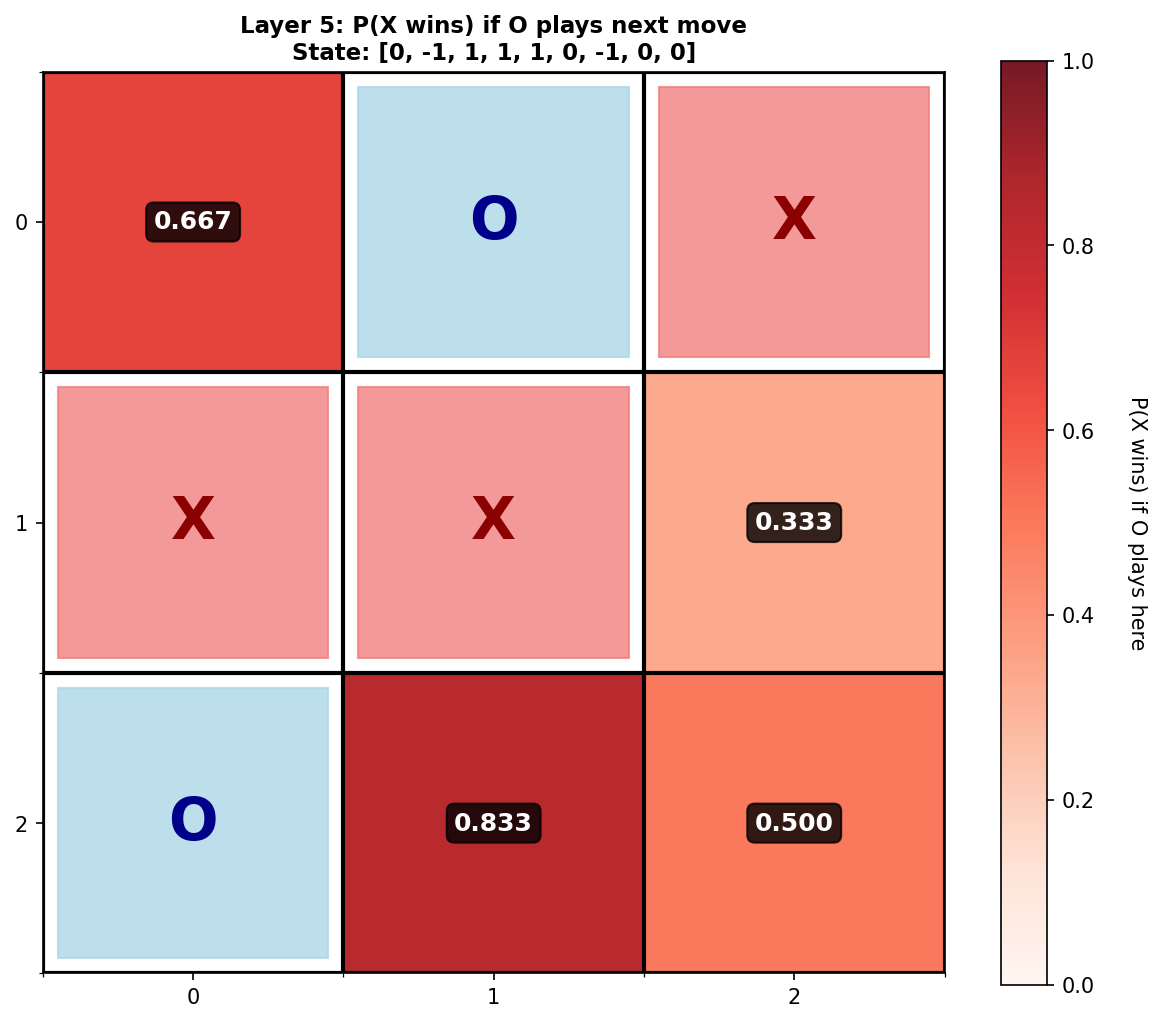 Layer 5: P(X wins) if O plays next move
State: [0, -1, 1, 1, 1, 0, -1, 0, 0]
0
0.667
O
X
1
X
X
0.333
2
O
0.833
0.500
0
1
2
1.0
0.8
0.6
0.4
0.2
0.0
P(X wins) if O plays here